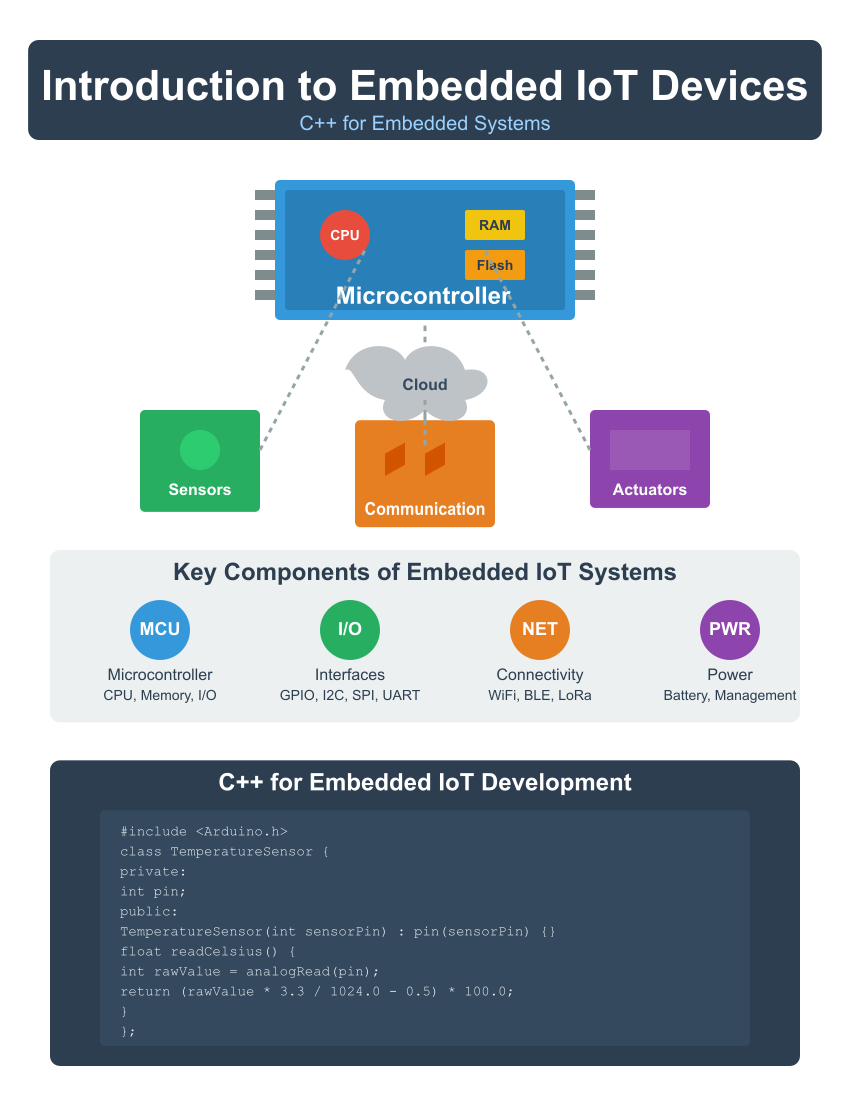 Introduction to Embedded IoT Devices
C++ for Embedded Systems
CPU
RAM
Flash
Microcontroller
Cloud
Sensors
Communication
Actuators
Key Components of Embedded IoT Systems
MCU
I/O
NET
PWR
Microcontroller
Interfaces
Connectivity
Power
CPU, Memory, I/O
GPIO, I2C, SPI, UART
WiFi, BLE, LoRa
Battery, Management
C++ for Embedded IoT Development
#include <Arduino.h>
class TemperatureSensor {
private:
int pin;
public:
TemperatureSensor(int sensorPin) : pin(sensorPin) {}
float readCelsius() {
int rawValue = analogRead(pin);
return (rawValue * 3.3 / 1024.0 - 0.5) * 100.0;
}
};